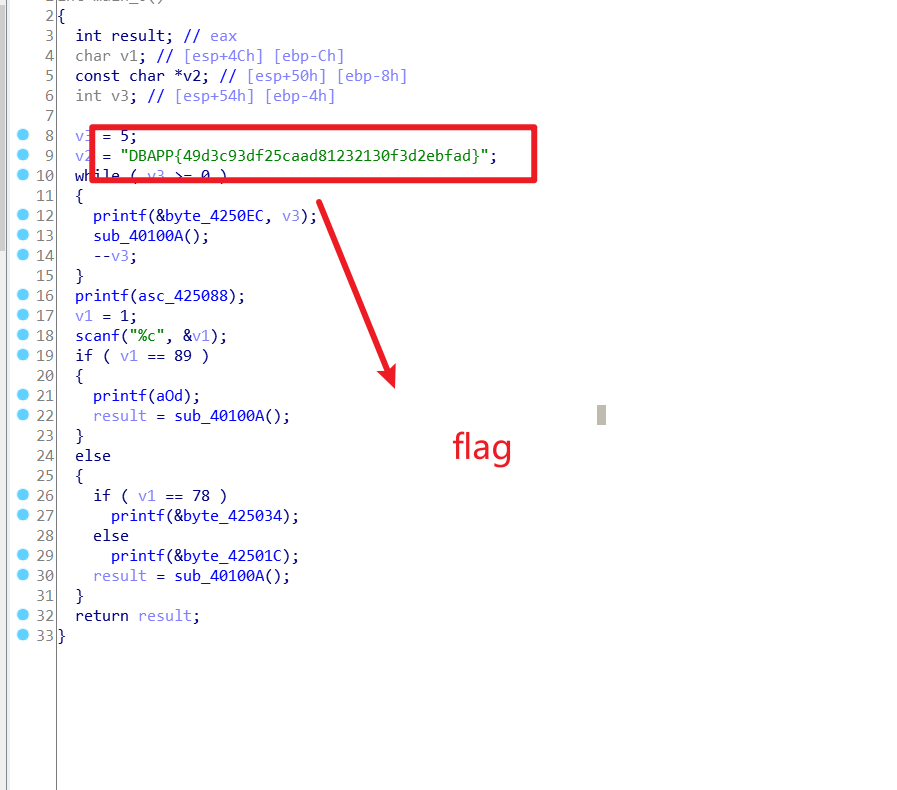 2 {
3 int result; // eax
4 char v1; // [esp+4Ch] [ebp-Ch]
5 const char *v2; // [esp+50h] [ebp-8h]
6 int v3; // [esp+54h] [ebp-4h]
7
8 v3 = 5;
9 v2 = "DBAPP{49d3c93df25caad81232130f3d2ebfad}";
10 while ( v3 >= 0 )
11 {
12 printf(&byte_4250EC, v3);
13 sub_40100A();
14 --v3;
15 }
16 printf(asc_425088);
17 v1 = 1;
18 scanf("%c", &v1);
19 if ( v1 == 89 )
20 {
21 printf(aOd);
22 result = sub_40100A();
23 }
24 else
25 {
26 if ( v1 == 78 )
27 printf(&byte_425034);
28 else
29 printf(&byte_42501C);
30 result = sub_40100A();
31 }
32 return result;
33 }
flag